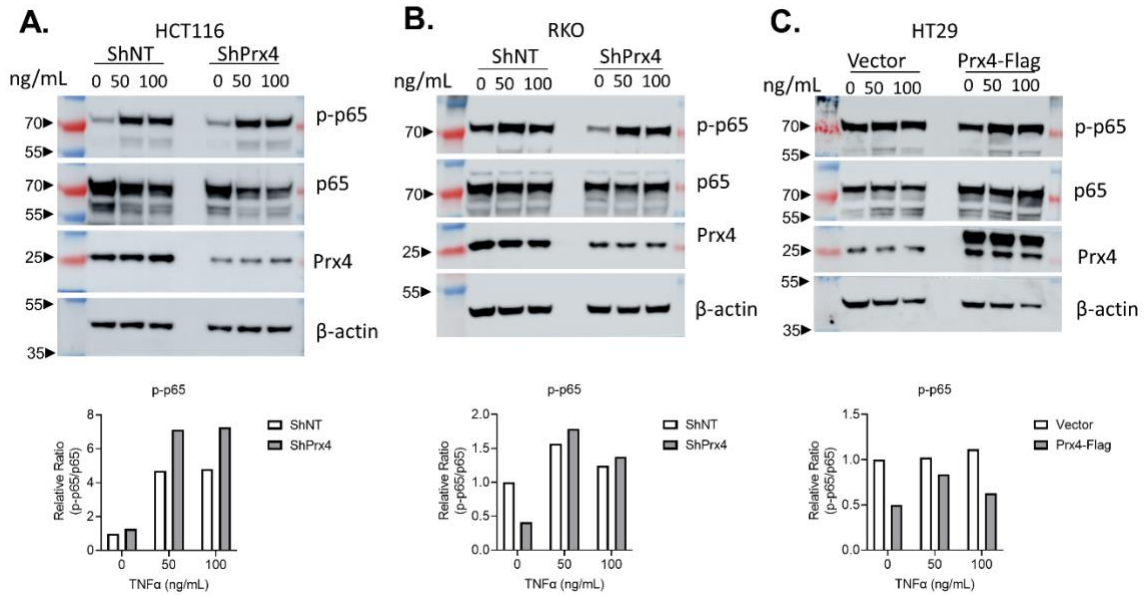 A.
HCT116
ShNT ShPrx4
ng/mL 0 50 100 0 50 100
70 p-p65
55
70 p65
55
25 Prx4
55
β-actin
35
p-p65
8
6
4
2
0
Relative Ratio
(p-p65/p65)
0 50 100
TNFα (ng/mL)
ShNT
ShPrx4
B.
RKO
ShNT ShPrx4
ng/mL 0 50 100 0 50 100
70 p-p65
70 p65
Prx4
25
55
β-actin
p-p65
2.0
1.5
1.0
0.5
0.0
Relative Ratio
(p-p65/p65)
0 50 100
TNFα (ng/mL)
ShNT
ShPrx4
C.
HT29
Vector Prx4-Flag
ng/mL 0 50 100 0 50 100
70 p-p65
55
70 p65
55
25 Prx4
55
β-actin
35
p-p65
1.5
1.0
0.5
0.0
Relative Ratio
(p-p65/p65)
0 50 100
TNFα (ng/mL)
Vector
Prx4-Flag